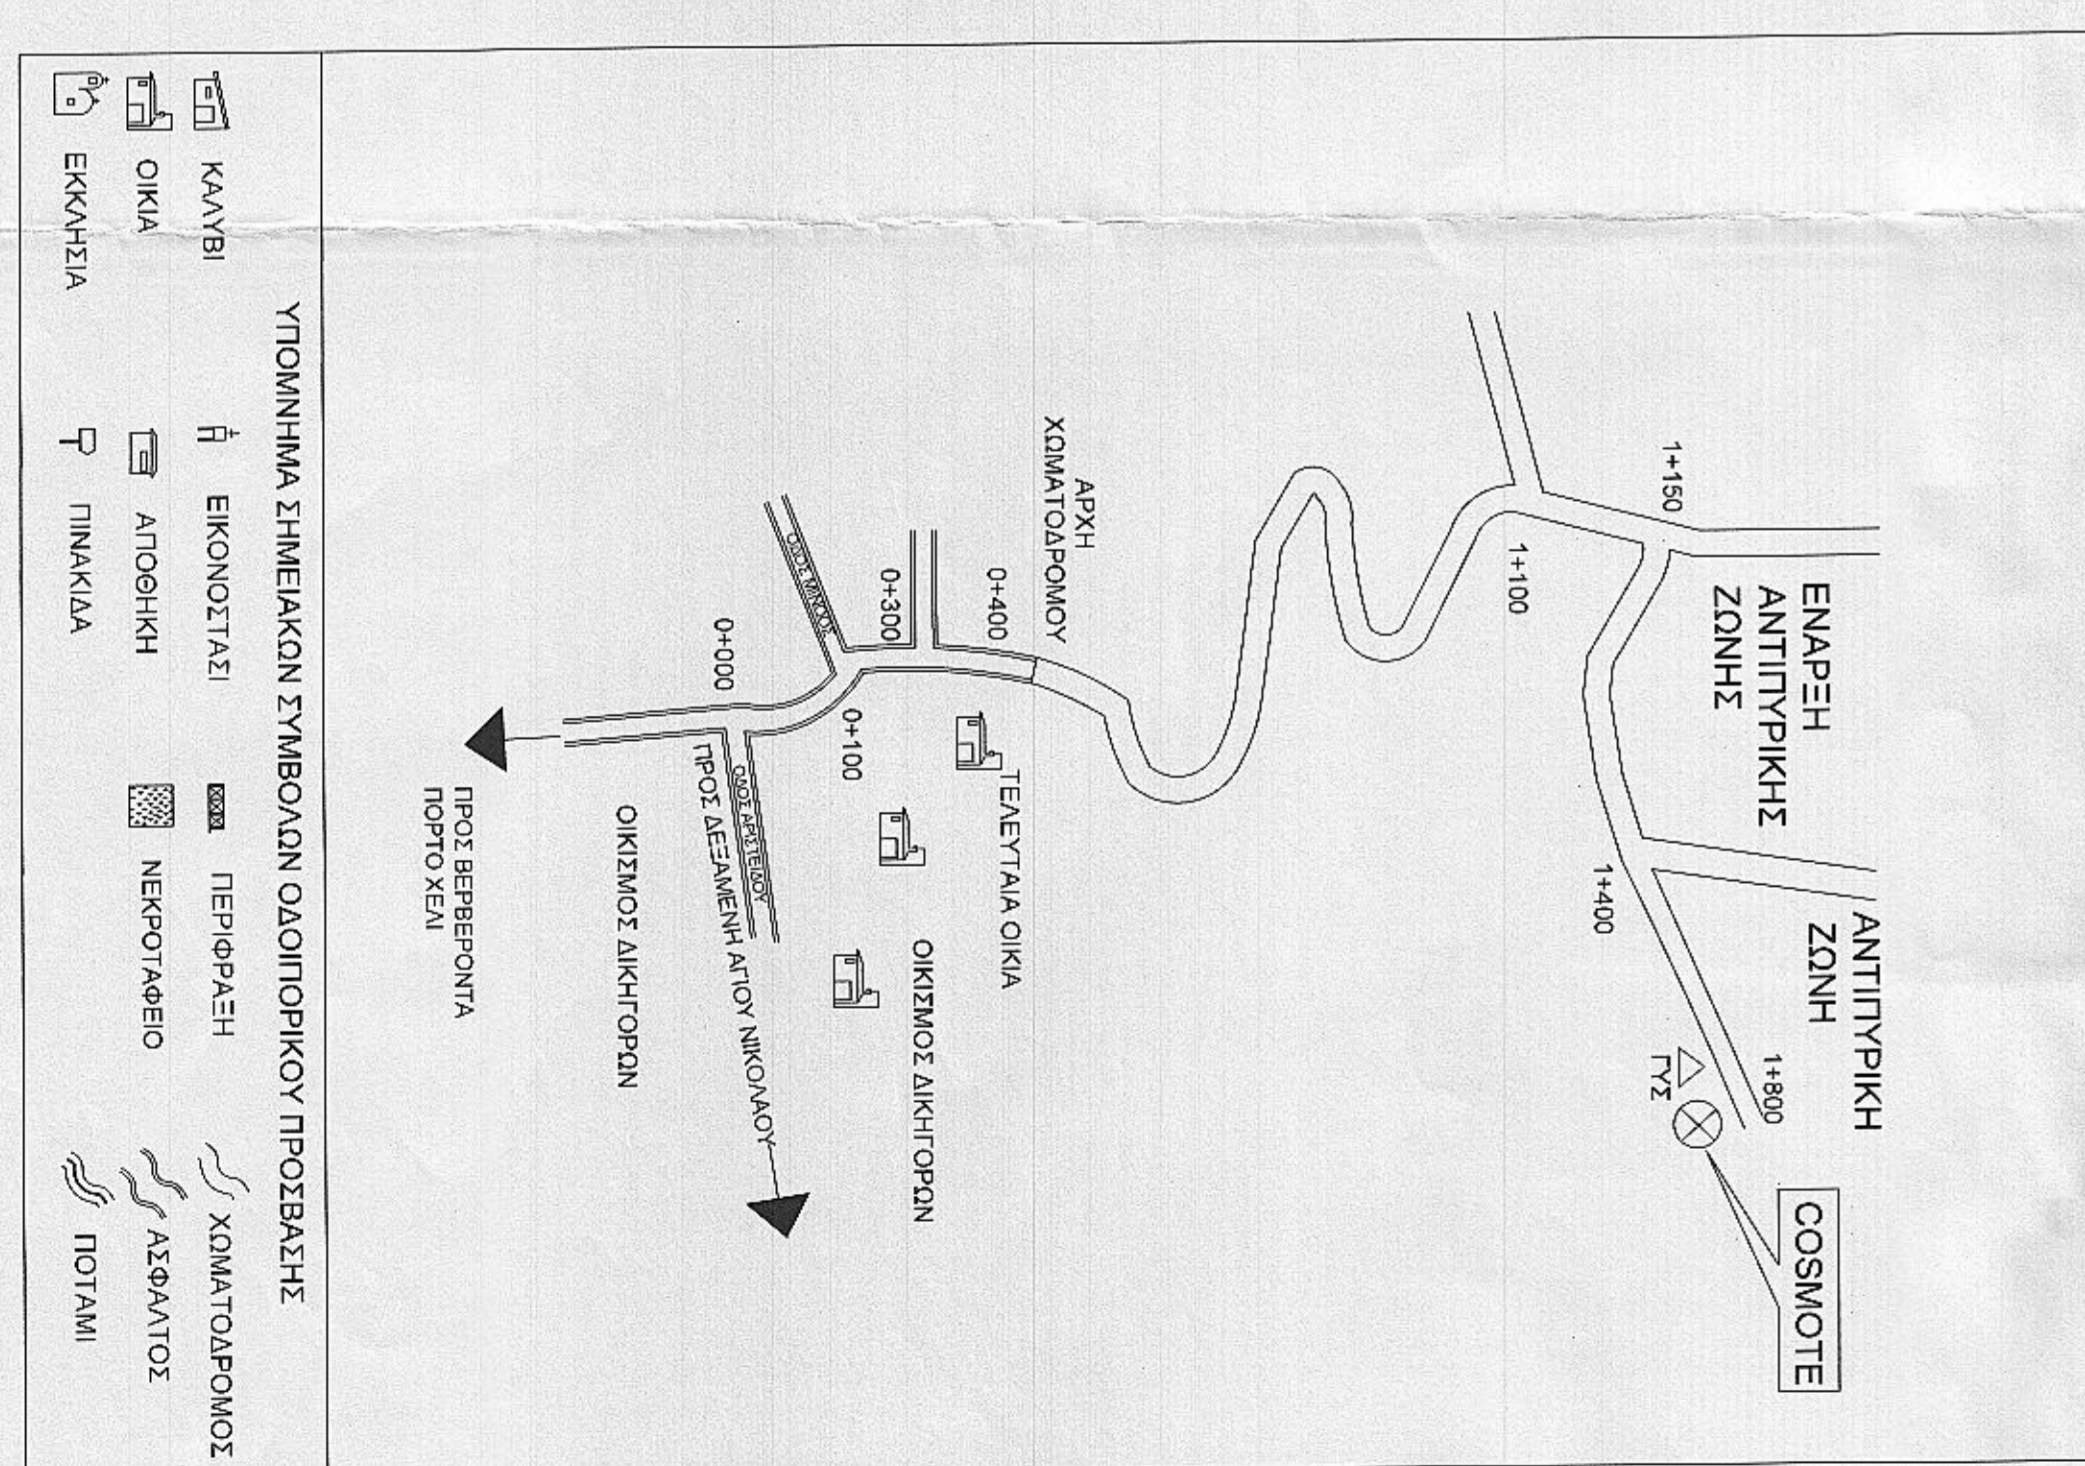 COSMOTE
ΑΝΤΙΠΥΡΙΚΗ
ΖΩΝΗ
1+800
ΓΥΣ
ΕΝΑΡΞΗ
ΑΝΤΙΠΥΡΙΚΗΣ
ΖΩΝΗΣ
1+150
1+400
1+100
ΑΡΧΗ
ΧΩΜΑΤΟΔΡΟΜΟΥ
0+400
ΤΕΛΕΥΤΑΙΑ ΟΙΚΙΑ
0+300
ΟΙΚΙΣΜΟΣ ΔΙΚΗΓΟΡΩΝ
0+100
ΟΔΟΣ ΜΙΝΩΟΣ
0+000
ΟΔΟΣ ΑΡΙΣΤΕΙΔΟΥ
ΠΡΟΣ ΔΕΞΑΜΕΝΗ ΑΓΙΟΥ ΝΙΚΟΛΑΟΥ
ΟΙΚΙΣΜΟΣ ΔΙΚΗΓΟΡΩΝ
ΠΡΟΣ ΒΕΡΒΕΡΟΝΤΑ
ΠΟΡΤΟ ΧΕΛΙ
ΥΠΟΜΝΗΜΑ ΣΗΜΕΙΑΚΩΝ ΣΥΜΒΟΛΩΝ ΟΔΟΙΠΟΡΙΚΟΥ ΠΡΟΣΒΑΣΗΣ
ΚΑΛΥΒΙ
ΕΙΚΟΝΟΣΤΑΣΙ
ΠΕΡΙΦΡΑΞΗ
ΧΩΜΑΤΟΔΡΟΜΟΣ
ΟΙΚΙΑ
ΑΠΟΘΗΚΗ
ΝΕΚΡΟΤΑΦΕΙΟ
ΑΣΦΑΛΤΟΣ
ΕΚΚΛΗΣΙΑ
ΠΙΝΑΚΙΔΑ
ΠΟΤΑΜΙ